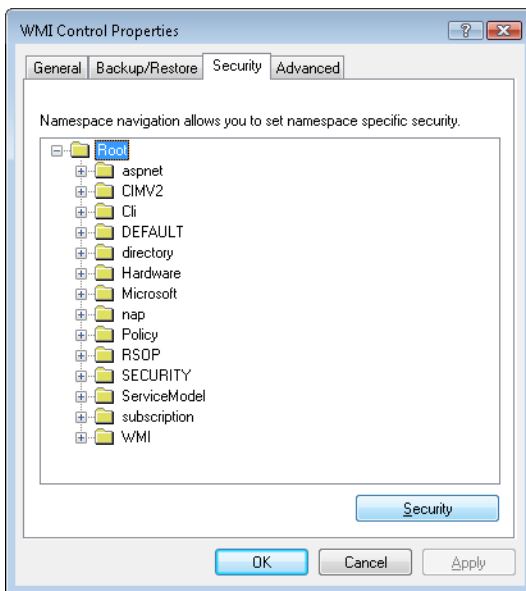 WMI Control Properties
General Backup/Restore Security Advanced
Namespace navigation allows you to set namespace specific security.
Root
aspnet
CIMV2
Cli
DEFAULT
directory
Hardware
Microsoft
nap
Policy
RSOP
SECURITY
ServiceModel
subscription
WMI
Security
OK Cancel Apply